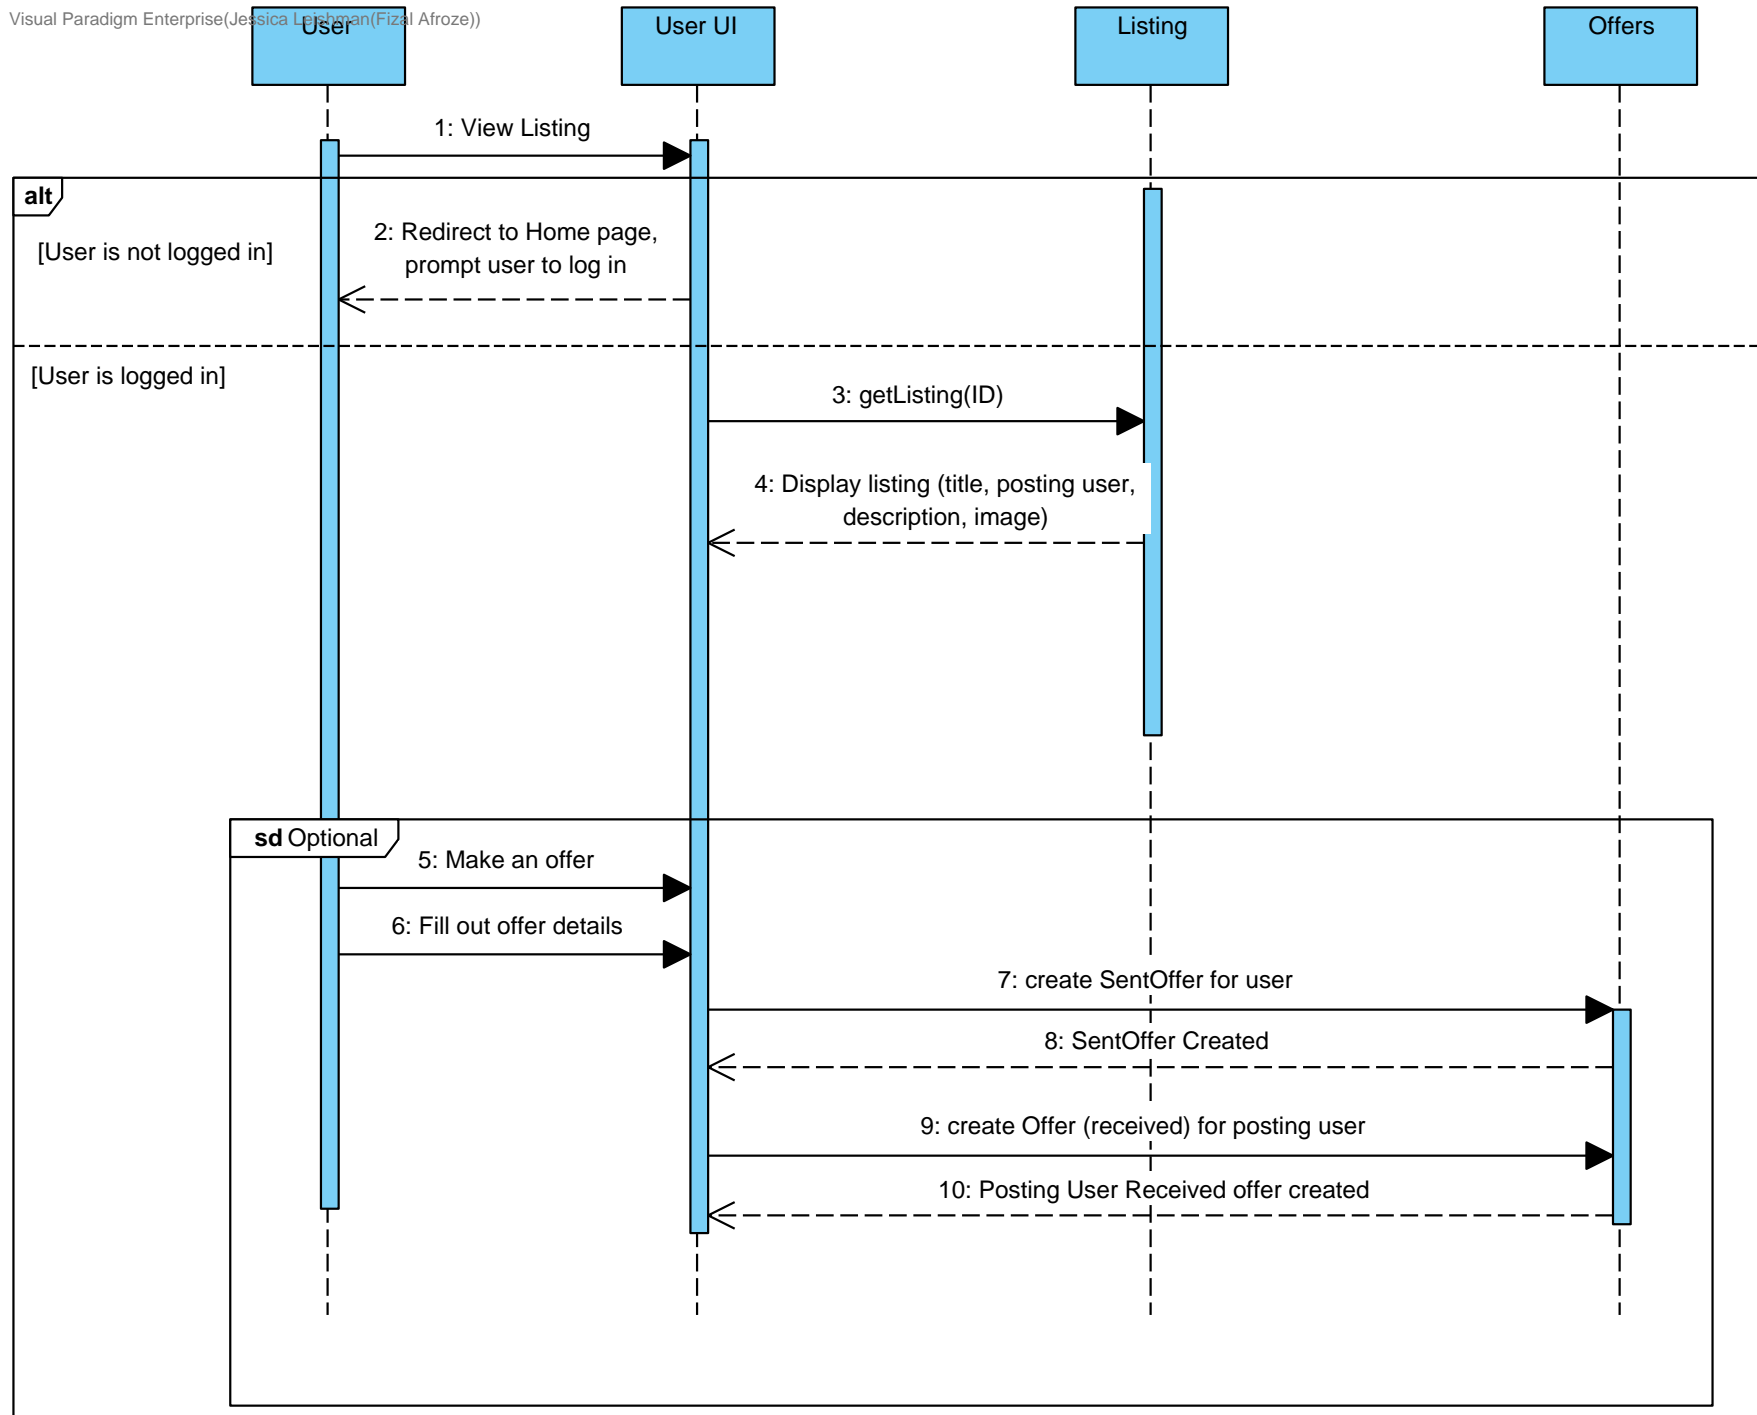 Visual Paradigm Enterprise(Jessica Leishman(Fizal Afroze))
User
User UI
Listing
Offers
1: View Listing
alt
[User is not logged in]
2: Redirect to Home page,
prompt user to log in
[User is logged in]
3: getListing(ID)
4: Display listing (title, posting user,
description, image)
sd Optional
5: Make an offer
6: Fill out offer details
7: create SentOffer for user
8: SentOffer Created
9: create Offer (received) for posting user
10: Posting User Received offer created